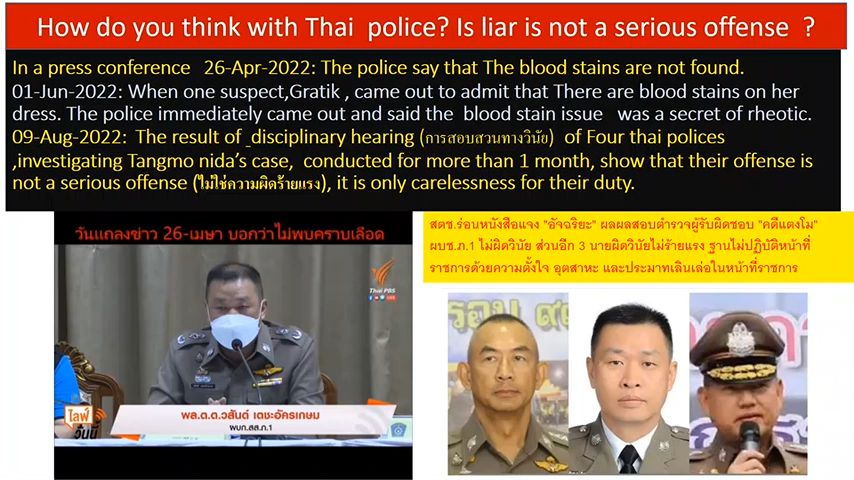 How do you think with Thai police? Is liar is not a serious offense ?
In a press conference 26-Apr-2022: The police say that The blood stains are not found.
01-Jun-2022: When one suspect,Gratik , came out to admit that There are blood stains on her
dress. The police immediately came out and said the blood stain issue was a secret of rheotic.
09-Aug-2022: The result of _disciplinary hearing (การสอบสวนทางวินัย) of Four thai polices
,investigating Tangmo nida's case, conducted for more than 1 month, show that their offense is
not a serious offense (ไม่ใช่ความผิดร้ายแรง), it is only carelessness for their duty.
วันแถลงข่าว 26-เมษา บอกว่าไม่พบคราบเลือด
Thai PBS
ไลฟ์
วันนี้
พล.ต.ต.วสันต์ เตชะอัครเกษม
ผบก.สส.ภ.1
สตช.ร่อนหนังสือแจง "อัจฉริยะ" ผลผลสอบตำรวจผู้รับผิดชอบ "คดีแตงโม"
ผบช.ภ.1 ไม่ผิดวินัย ส่วนอีก 3 นายผิดวินัยไม่ร้ายแรง ฐานไม่ปฏิบัติหน้าที่
ราชการด้วยความตั้งใจ อุตสาหะ และประมาทเลินเล่อในหน้าที่ราชการ